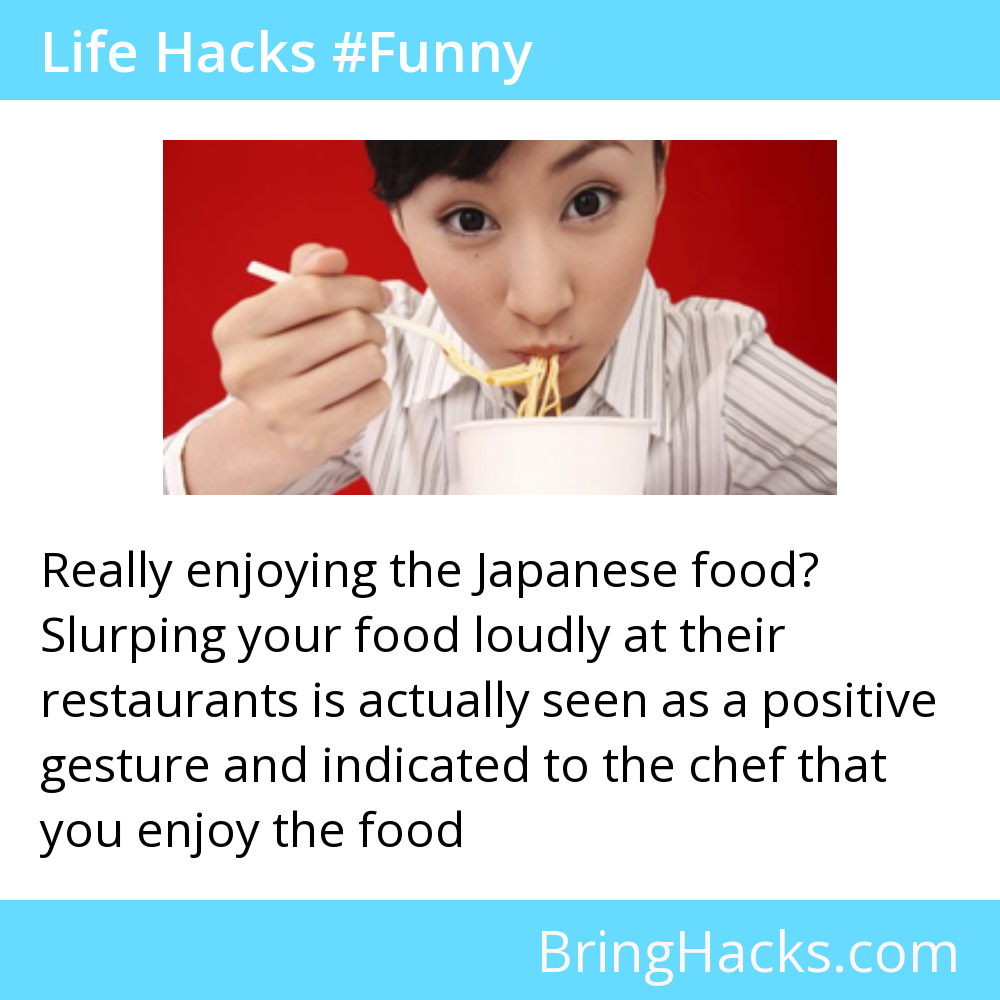 Life Hacks #Funny
Really enjoying the Japanese food?
Slurping your food loudly at their
restaurants is actually seen as a positive
gesture and indicated to the chef that
you enjoy the food
BringHacks.com